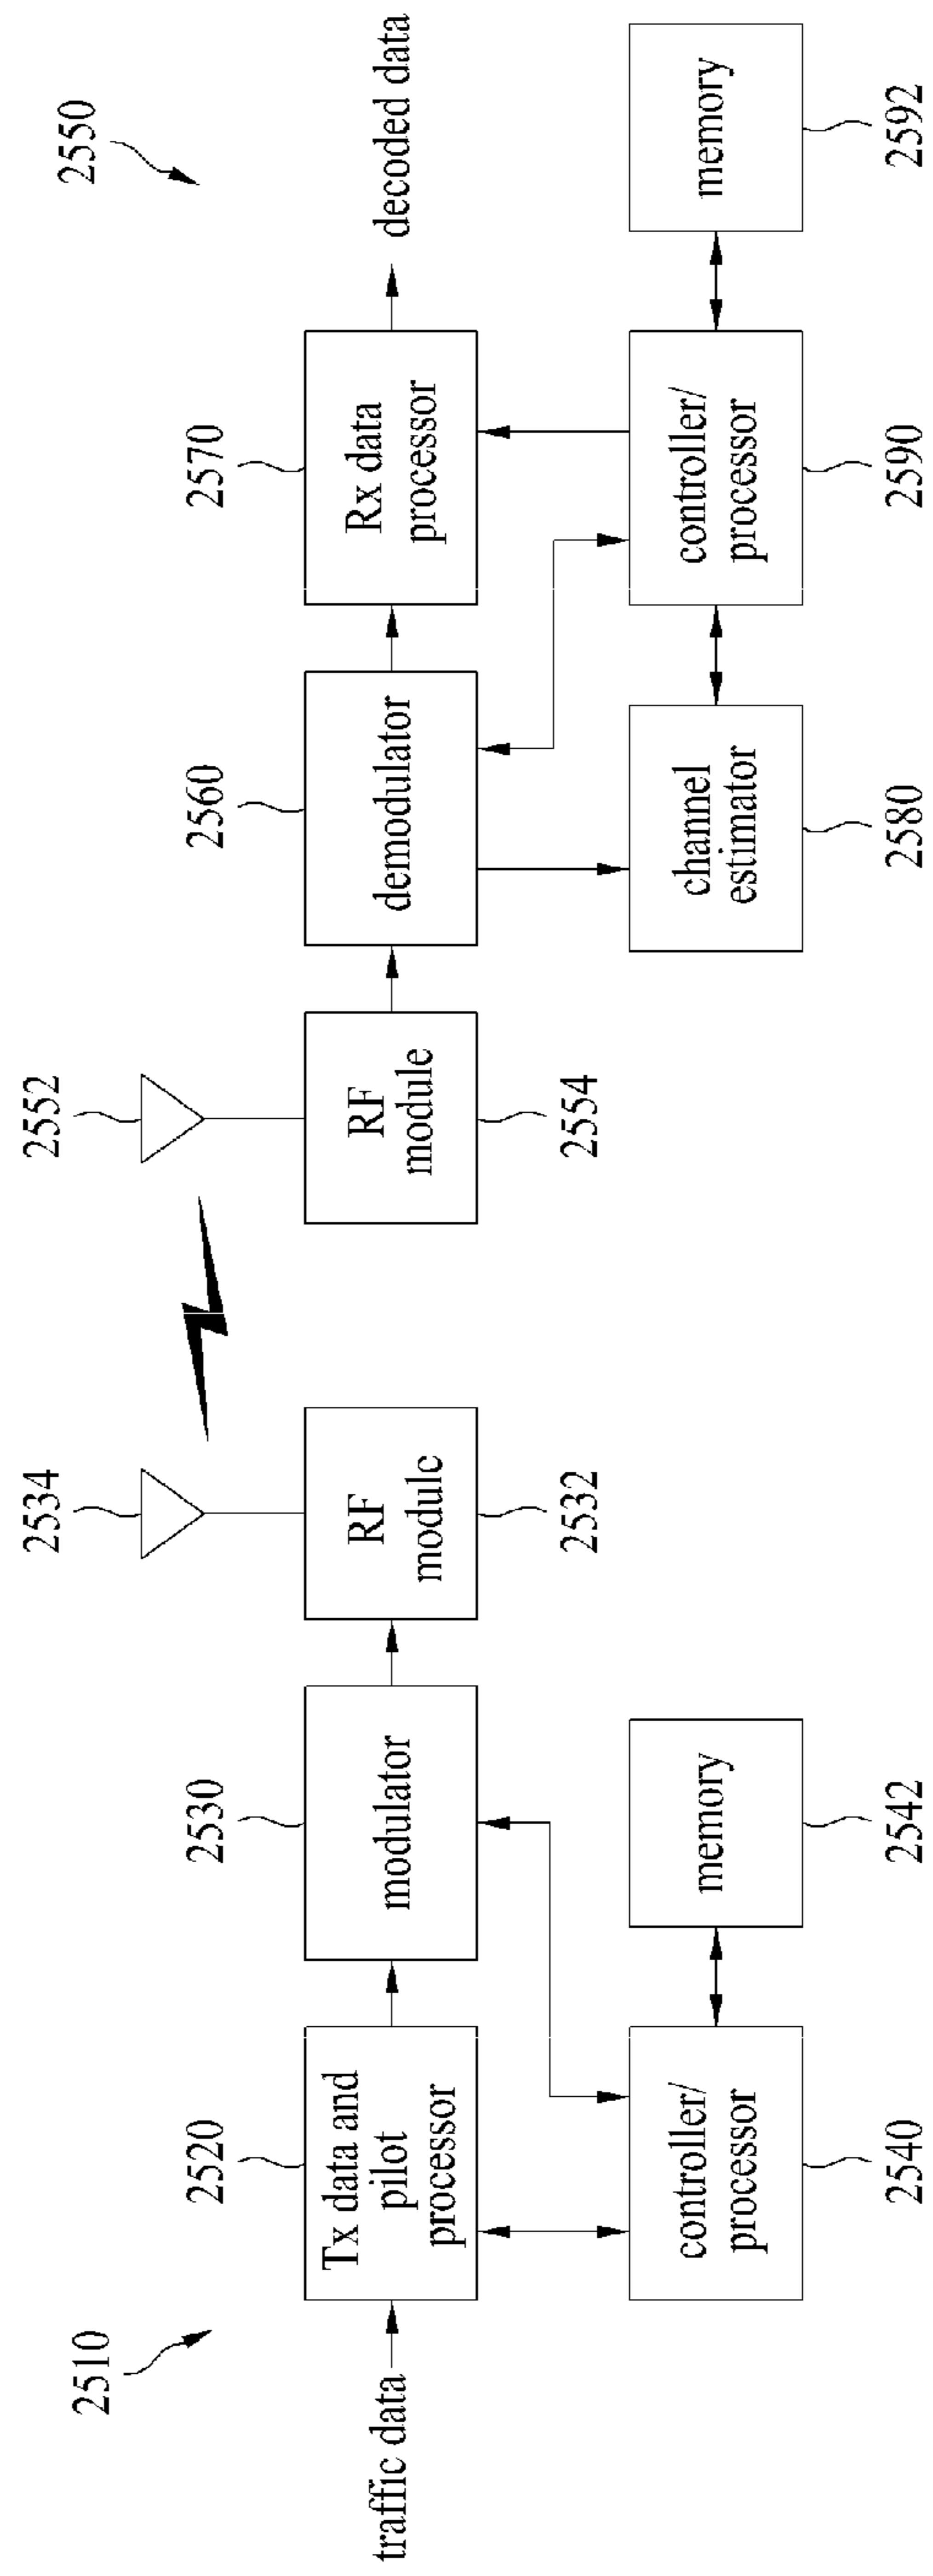 2510
2520
2530
2534
2552
2560
2570
2550
traffic data
Tx data and
pilot
processor
modulator
RF
module
RF
module
demodulator
Rx data
processor
decoded data
2532
2554
controller/
processor
memory
channel
estimator
controller/
processor
memory
2540
2542
2580
2590
2592